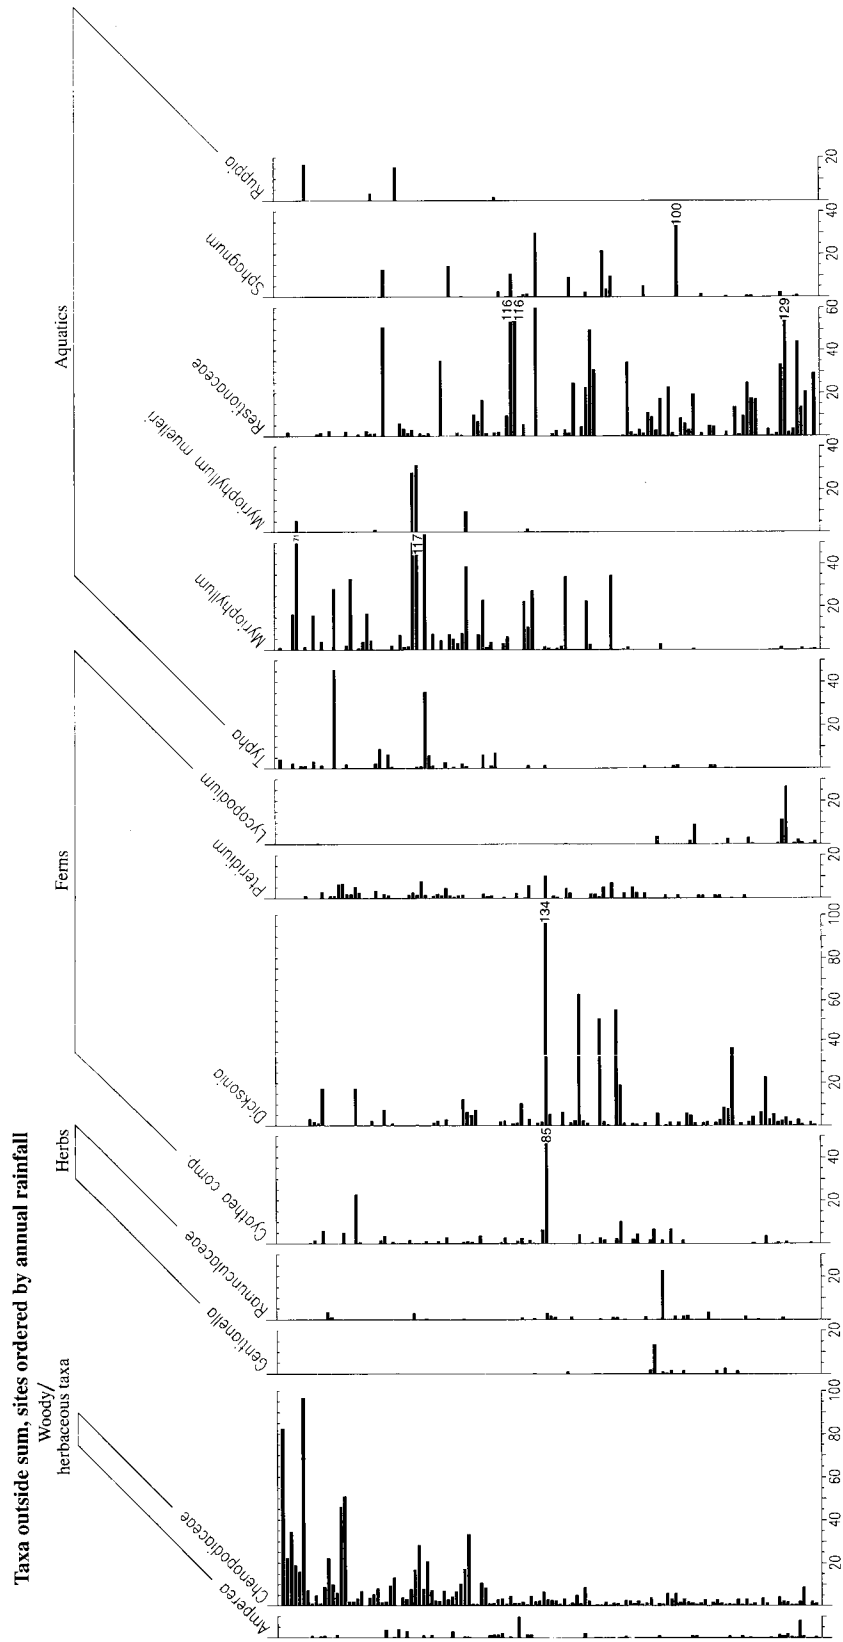 Taxa outside sum, sites ordered by annual rainfall
Woody/
herbaceous taxa
Herbs
Ferns
Aquatics
Amperea
Chenopodiaceae
Gentianella
Ranunculaceae
Cyathea comp
Dicksonia
Pteridium
Lycopodium
Typha
Myriophyllum
Myriophyllum muelleri
Restionaceae
Sphagnum
Ruppia
85
134
71
117
116
116
129
100
20 40 60 80 100
20
20
20 40
20 40 60 80 100
20
20
20 40
20 40
20 40
20 40 60
20 40
20